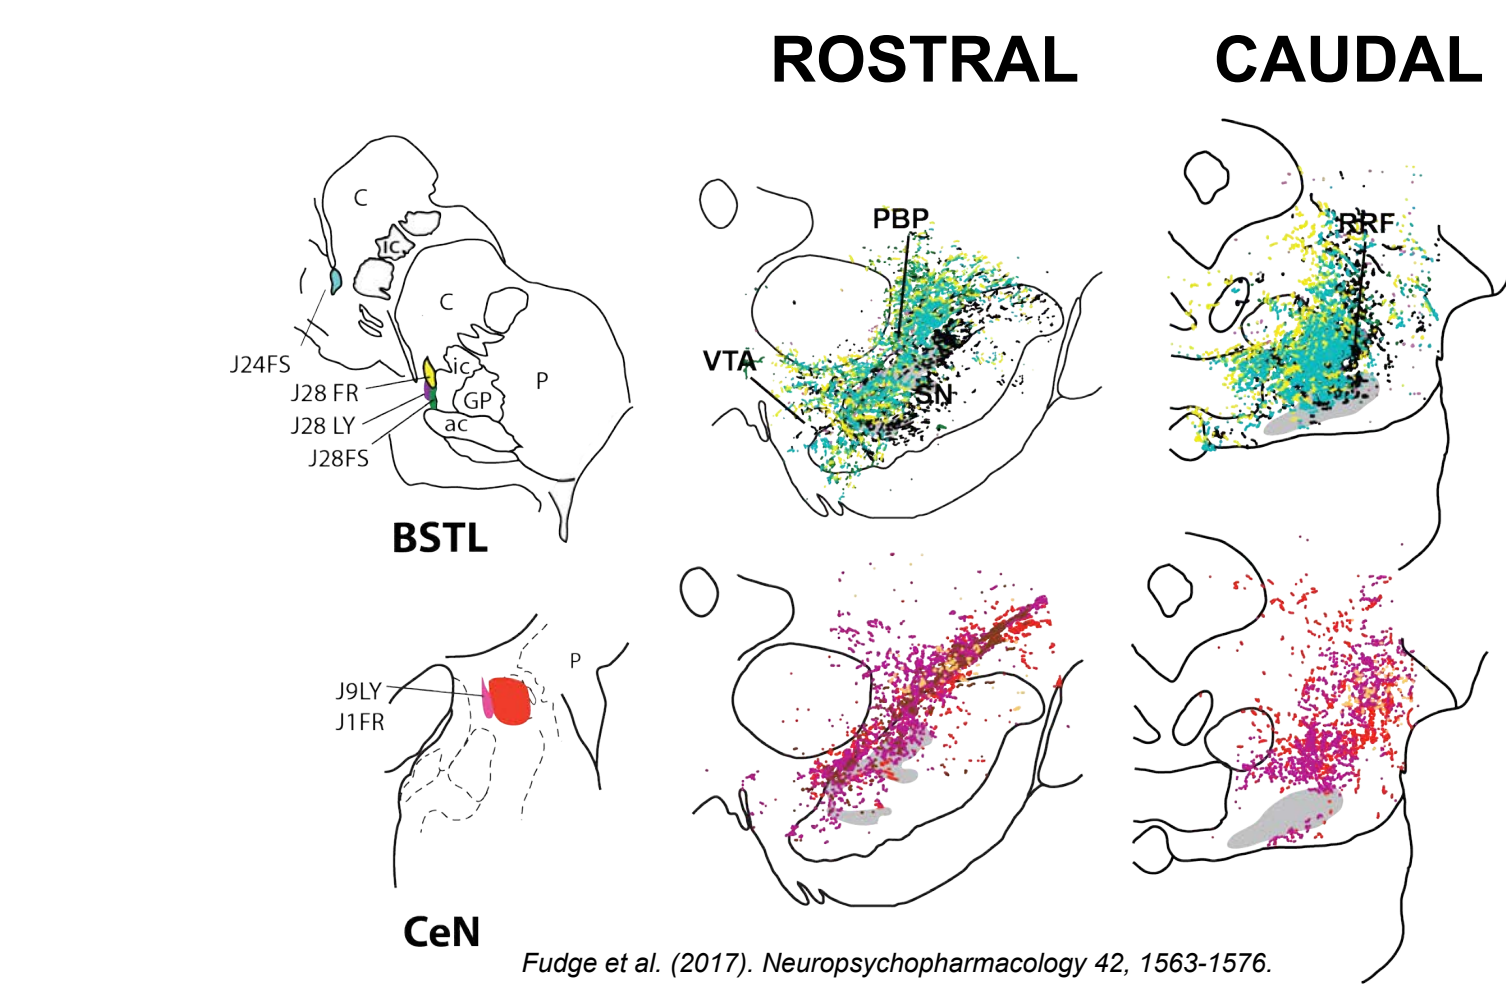 ROSTRAL
CAUDAL
C
ic
C
ic
GP
ac
P
J24FS
J28 FR
J28 LY
J28FS
BSTL
PBP
VTA
SN
RRF
P
J9LY
J1FR
CeN
Fudge et al. (2017). Neuropsychopharmacology 42, 1563-1576.